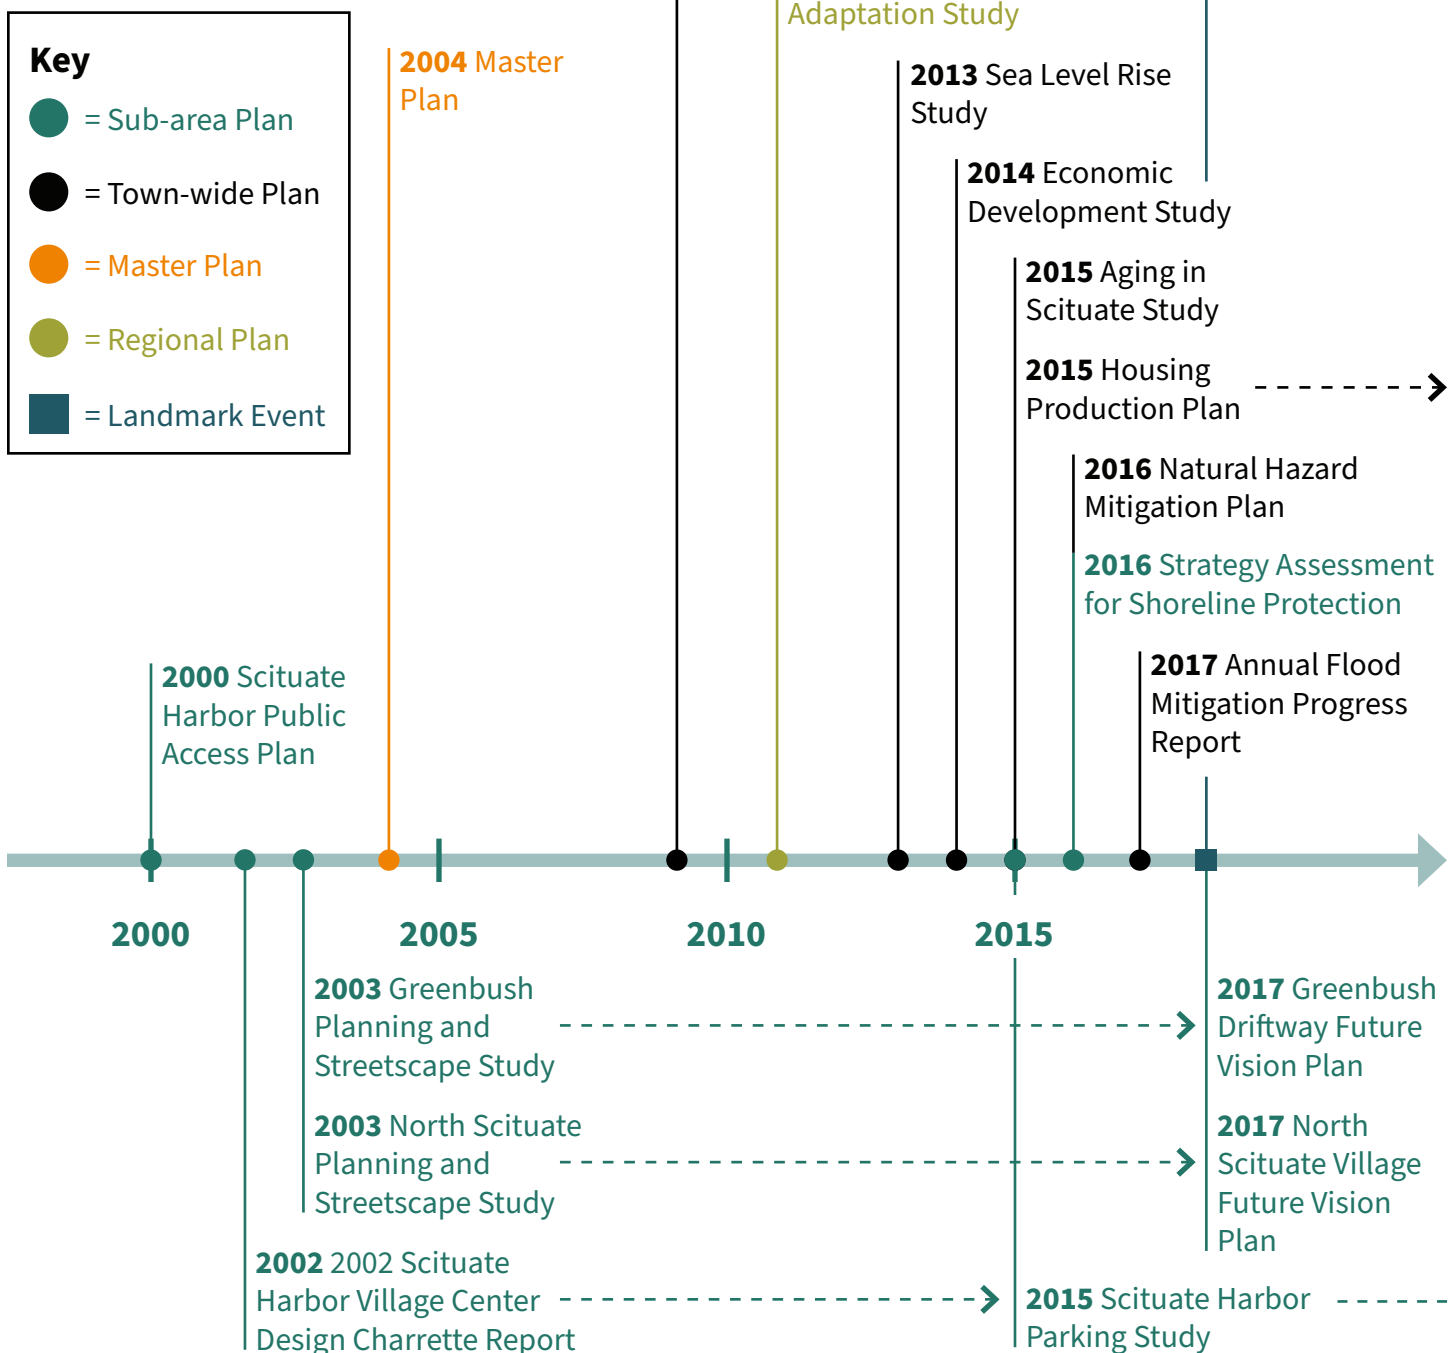 Adaptation Study
Key
= Sub-area Plan
= Town-wide Plan
= Master Plan
= Regional Plan
= Landmark Event
2004 Master
Plan
2013 Sea Level Rise
Study
2014 Economic
Development Study
2015 Aging in
Scituate Study
2015 Housing
Production Plan
2016 Natural Hazard
Mitigation Plan
2016 Strategy Assessment
for Shoreline Protection
2017 Annual Flood
Mitigation Progress
Report
2000 Scituate
Harbor Public
Access Plan
2000
2005
2010
2015
2003 Greenbush
Planning and
Streetscape Study
2017 Greenbush
Driftway Future
Vision Plan
2003 North Scituate
Planning and
Streetscape Study
2017 North
Scituate Village
Future Vision
Plan
2002 2002 Scituate
Harbor Village Center
Design Charrette Report
2015 Scituate Harbor
Parking Study